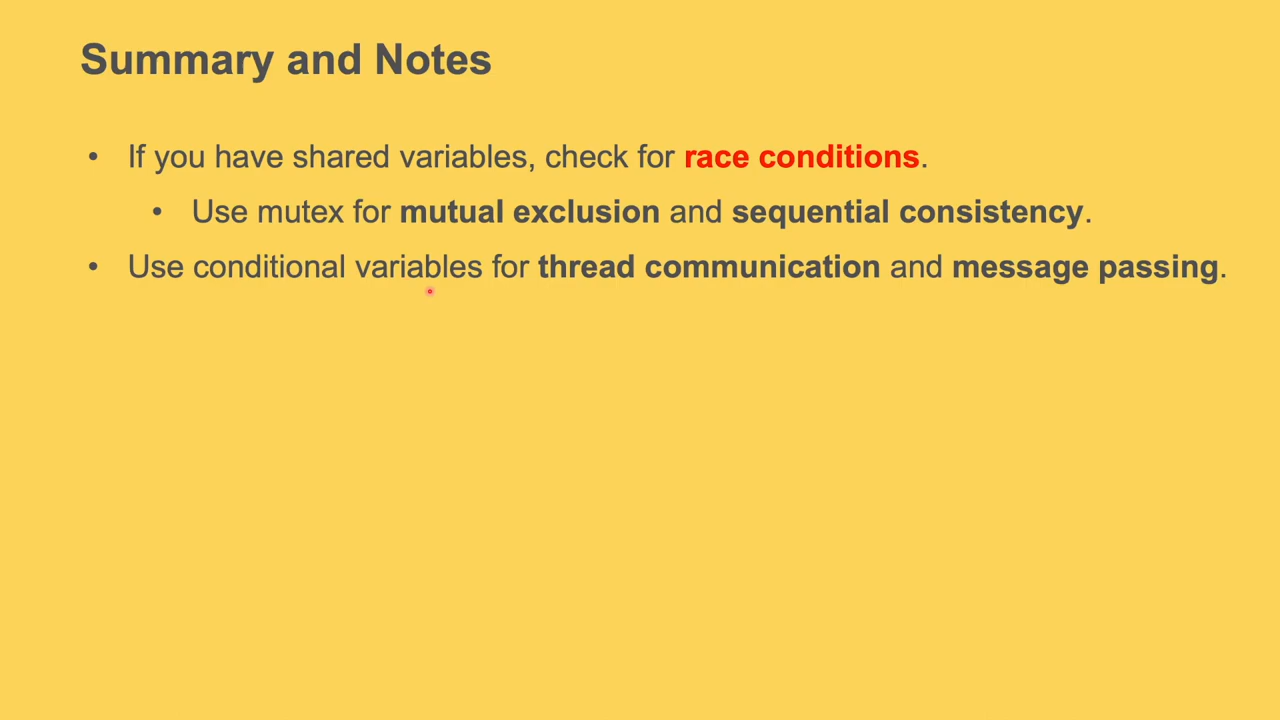 Summary and Notes
• If you have shared variables, check for race conditions.
• Use mutex for mutual exclusion and sequential consistency.
• Use conditional variables for thread communication and message passing.